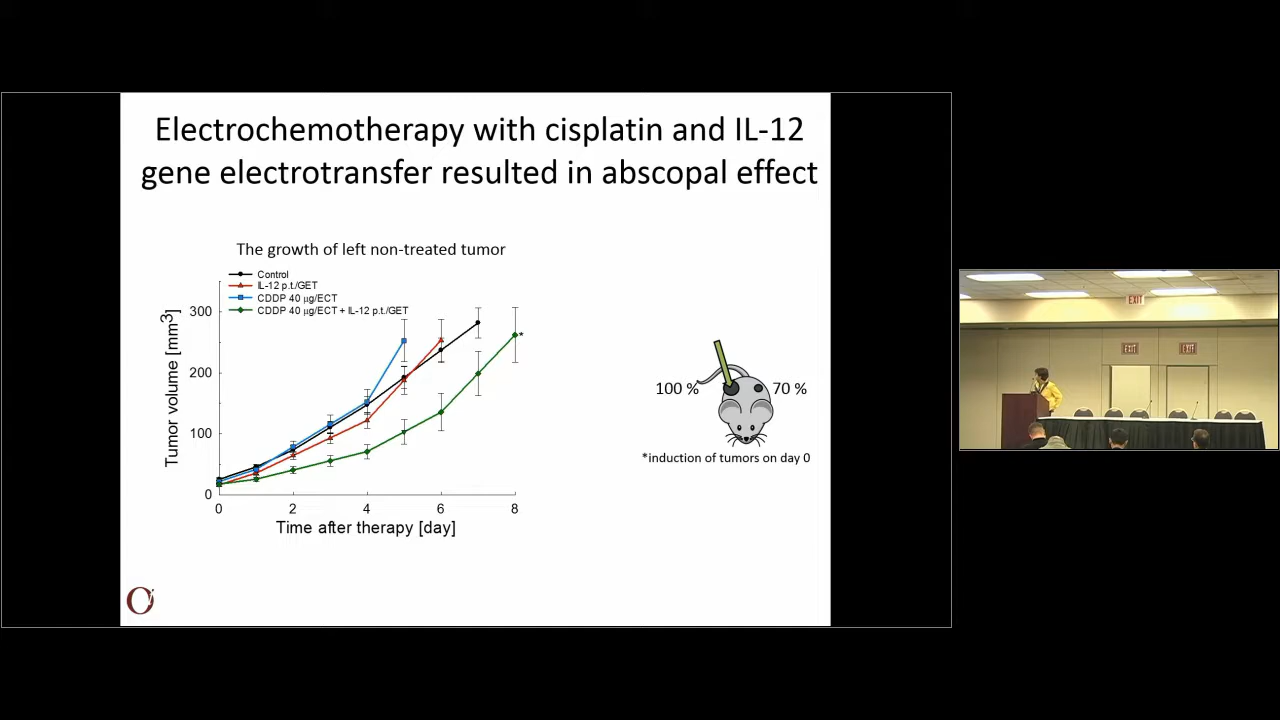 Electrochemotherapy with cisplatin and IL-12
gene electrotransfer resulted in abscopal effect
The growth of left non-treated tumor
Control
IL-12 p.t./GET
CDDP 40 μg/ECT
CDDP 40 μg/ECT + IL-12 p.t./GET
Tumor volume [mm3]
300
200
100
0
*
0 2 4 6 8
Time after therapy [day]
100 % 70 %
*induction of tumors on day 0
EXIT
EXIT
EXIT